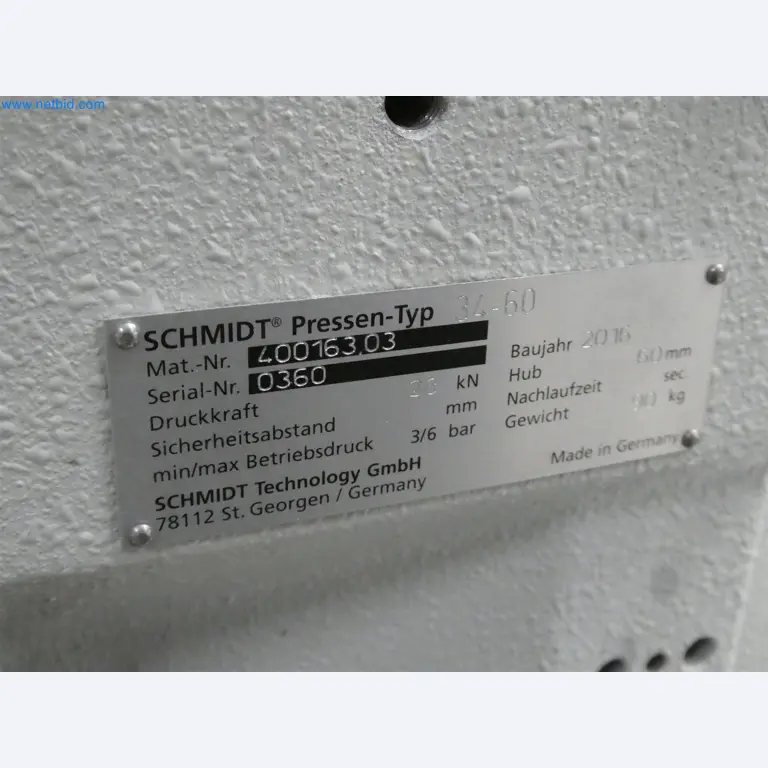 www.netbid.com
SCHMIDT® Pressen-Typ 34-60
Mat.-Nr. 400163.03
Serial-Nr. 0360
Druckkraft kN
Sicherheitsabstand mm
min/max Betriebsdruck 3/6 bar
Baujahr 2016
Hub 60 mm
Nachlaufzeit sec.
Gewicht kg
SCHMIDT Technology GmbH
78112 St. Georgen / Germany
Made in Germany